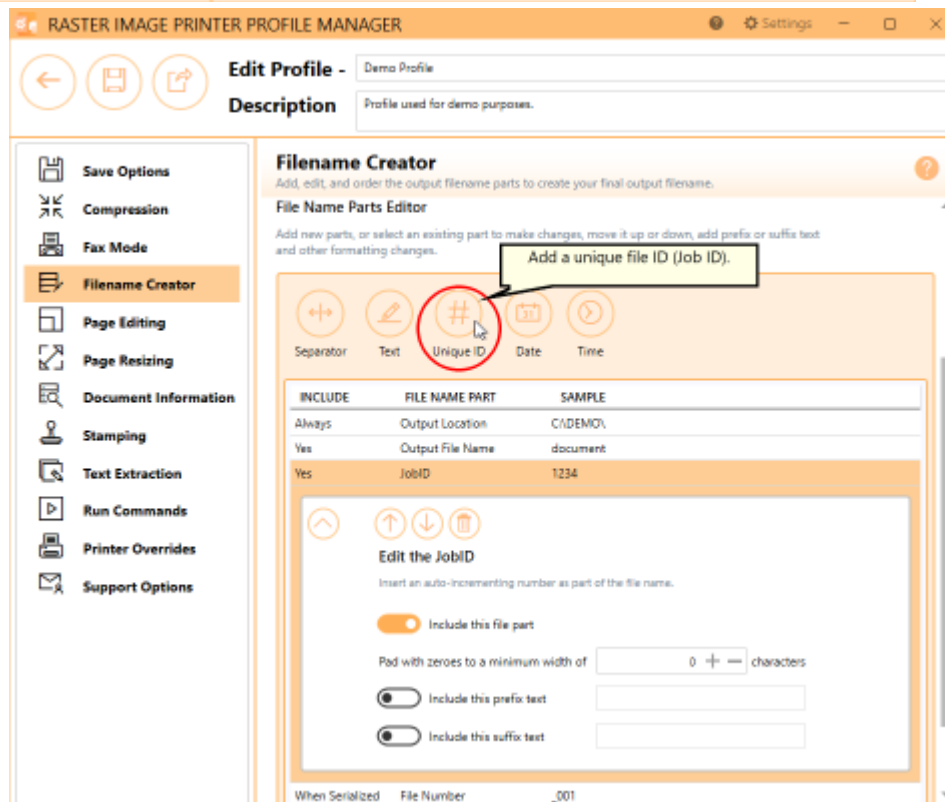 RASTER IMAGE PRINTER PROFILE MANAGER
Settings
Edit Profile - Demo Profile
Description Profile used for demo purposes.
Save Options
Compression
Fax Mode
Filename Creator
Page Editing
Page Resizing
Document Information
Stamping
Text Extraction
Run Commands
Printer Overrides
Support Options
Filename Creator
Add, edit, and order the output filename parts to create your final output filename.
File Name Parts Editor
Add new parts, or select an existing part to make changes, move it up or down, add prefix or suffix text
and other formatting changes.
Add a unique file ID (Job ID).
Separator Text Unique ID Date Time
INCLUDE FILE NAME PART SAMPLE
Always Output Location C:\DEMO\
Yes Output File Name document
Yes JobID 1234
Edit the JobID
Insert an auto-incrementing number as part of the file name.
Include this file part
Pad with zeroes to a minimum width of 0 + − characters
Include this prefix text
Include this suffix text
When Serialized File Number _001